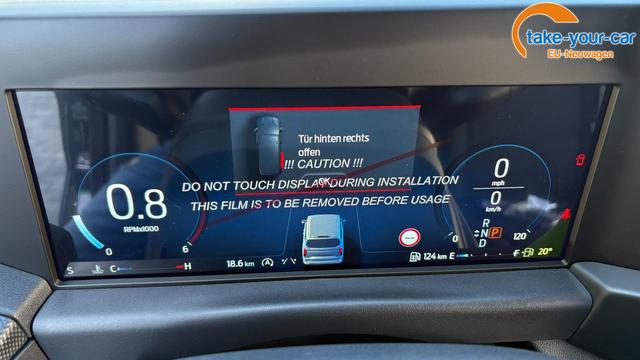 take-your-car
EU-Neuwagen
Tür hinten rechts
offen
!!! CAUTION !!!
OK
DO NOT TOUCH DISPLAY DURING INSTALLATION
THIS FILM IS TO BE REMOVED BEFORE USAGE
0.8
RPMx1000
6
0
mph
0
km/h
R
N P
D
120
S
C H
18.6 km
A
124 km E F
20°